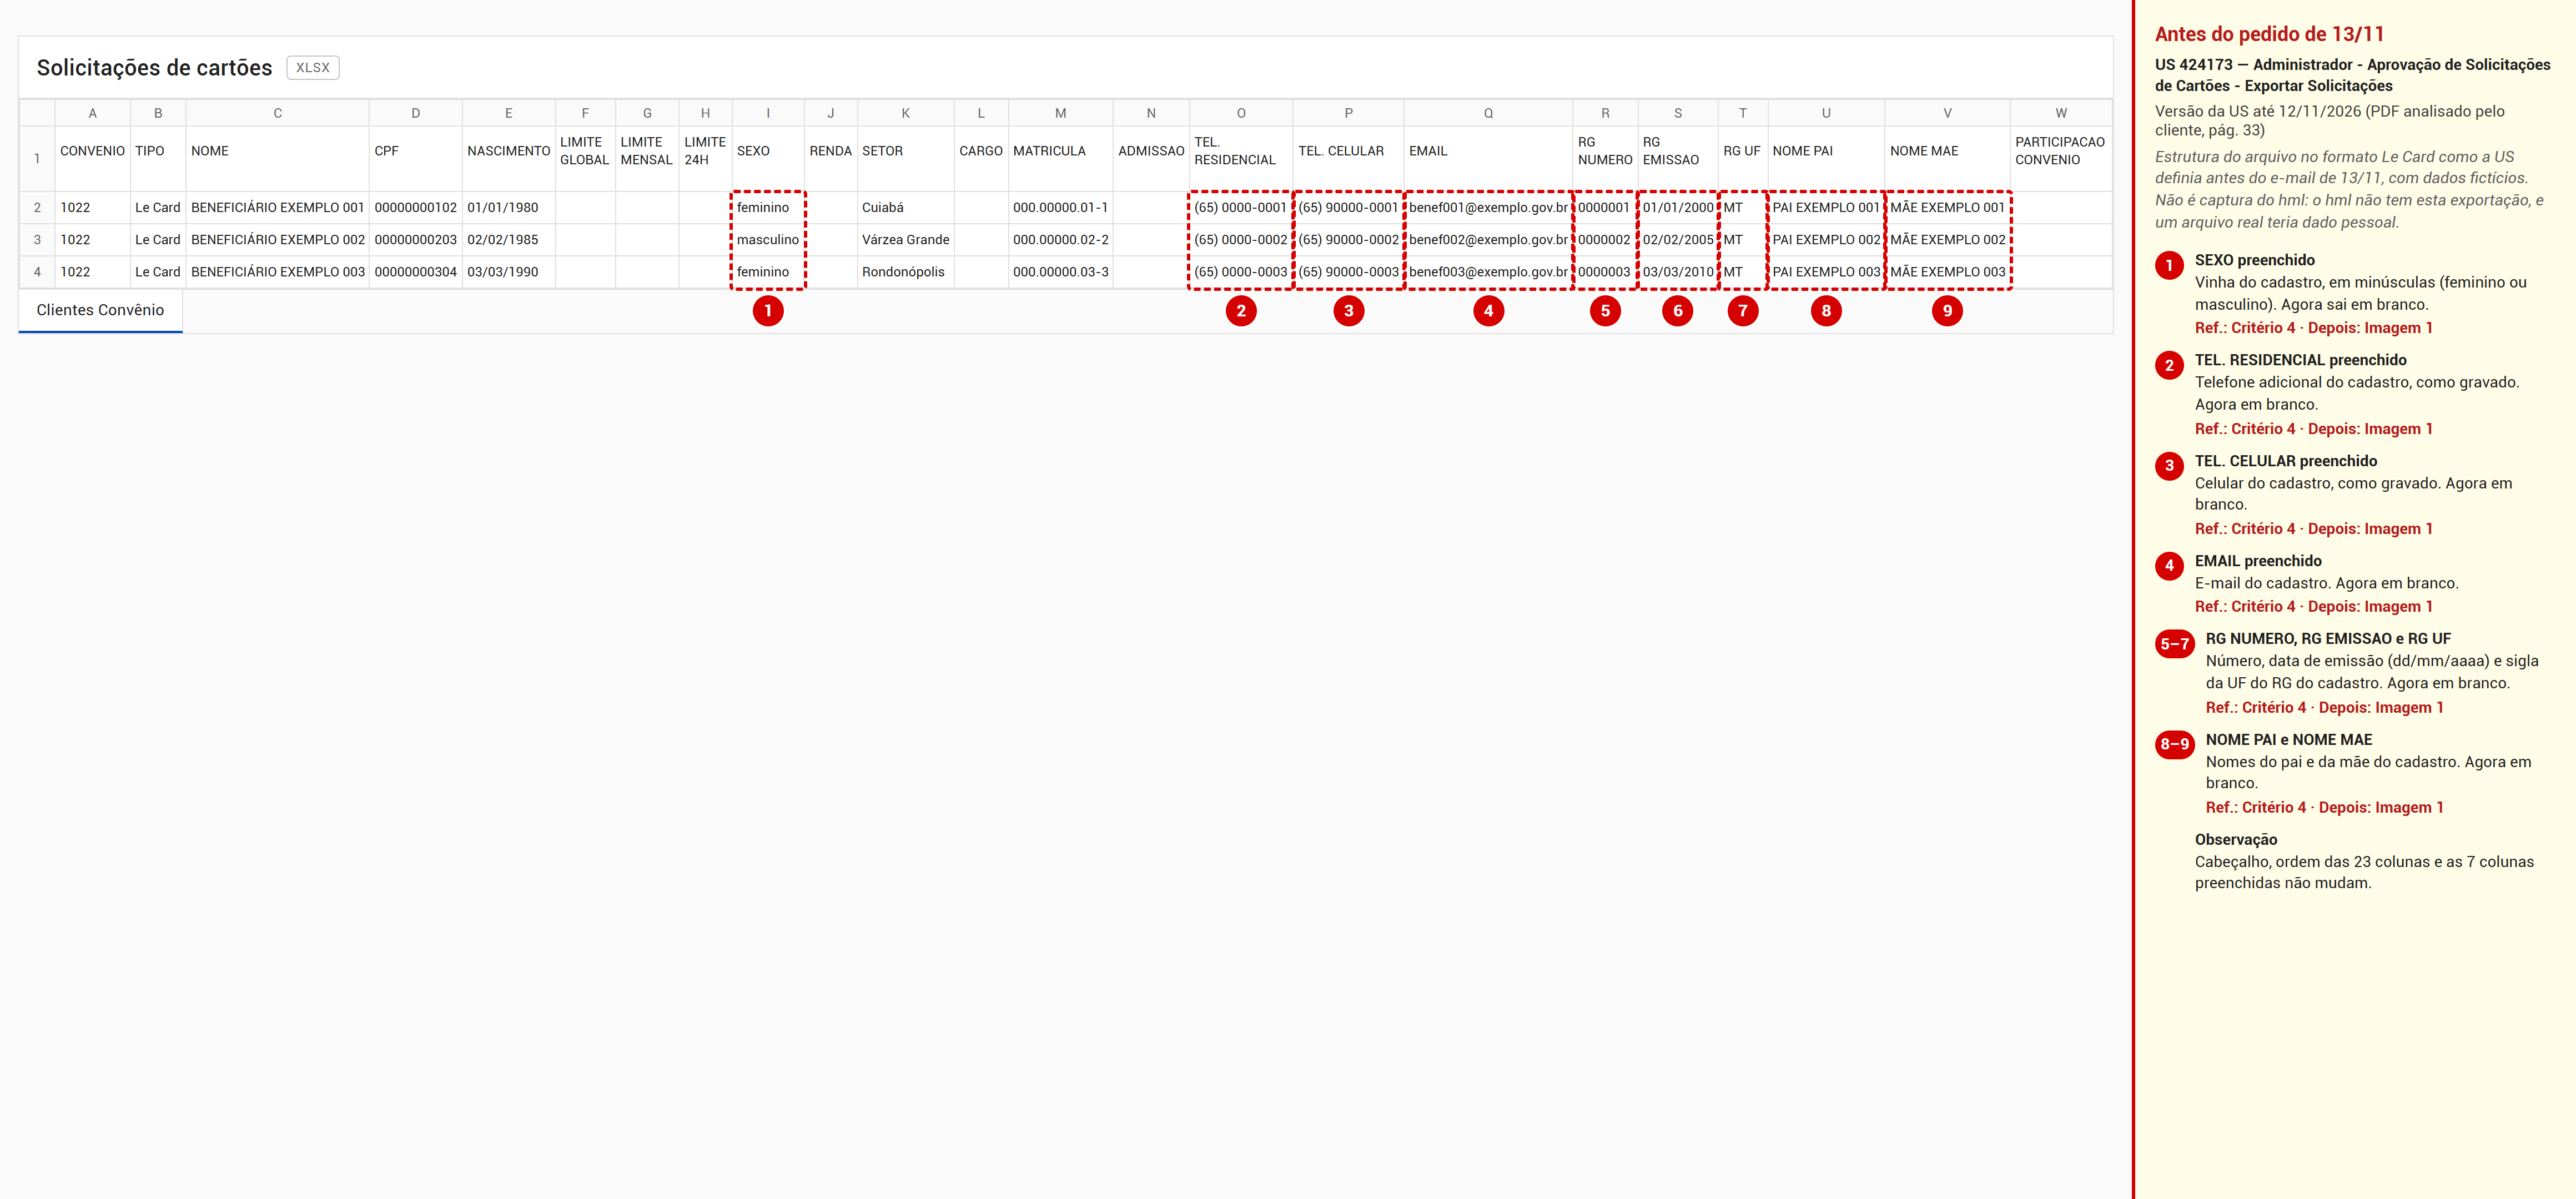 Solicitações de cartões XLSX
A B C D E F G H I J K L M N O P Q R S T U V W
1 CONVENIO TIPO NOME CPF NASCIMENTO LIMITE GLOBAL LIMITE MENSAL LIMITE 24H SEXO RENDA SETOR CARGO MATRICULA ADMISSAO TEL. RESIDENCIAL TEL. CELULAR EMAIL RG NUMERO RG EMISSAO RG UF NOME PAI NOME MAE PARTICIPACAO CONVENIO
2 1022 Le Card BENEFICIÁRIO EXEMPLO 001 00000000102 01/01/1980 feminino Cuiabá 000.00000.01-1 (65) 0000-0001 (65) 90000-0001 benef001@exemplo.gov.br 0000001 01/01/2000 MT PAI EXEMPLO 001 MÃE EXEMPLO 001
3 1022 Le Card BENEFICIÁRIO EXEMPLO 002 00000000203 02/02/1985 masculino Várzea Grande 000.00000.02-2 (65) 0000-0002 (65) 90000-0002 benef002@exemplo.gov.br 0000002 02/02/2005 MT PAI EXEMPLO 002 MÃE EXEMPLO 002
4 1022 Le Card BENEFICIÁRIO EXEMPLO 003 00000000304 03/03/1990 feminino Rondonópolis 000.00000.03-3 (65) 0000-0003 (65) 90000-0003 benef003@exemplo.gov.br 0000003 03/03/2010 MT PAI EXEMPLO 003 MÃE EXEMPLO 003
Clientes Convênio 1 2 3 4 5 6 7 8 9
Antes do pedido de 13/11
US 424173 — Administrador - Aprovação de Solicitações
de Cartões - Exportar Solicitações
Versão da US até 12/11/2026 (PDF analisado pelo
cliente, pág. 33)
Estrutura do arquivo no formato Le Card como a US
definia antes do e-mail de 13/11, com dados fictícios.
Não é captura do hml: o hml não tem esta exportação, e
um arquivo real teria dado pessoal.
1 SEXO preenchido
Vinha do cadastro, em minúsculas (feminino ou
masculino). Agora sai em branco.
Ref.: Critério 4 · Depois: Imagem 1
2 TEL. RESIDENCIAL preenchido
Telefone adicional do cadastro, como gravado.
Agora em branco.
Ref.: Critério 4 · Depois: Imagem 1
3 TEL. CELULAR preenchido
Celular do cadastro, como gravado. Agora em
branco.
Ref.: Critério 4 · Depois: Imagem 1
4 EMAIL preenchido
E-mail do cadastro. Agora em branco.
Ref.: Critério 4 · Depois: Imagem 1
5–7 RG NUMERO, RG EMISSAO e RG UF
Número, data de emissão (dd/mm/aaaa) e sigla
da UF do RG do cadastro. Agora em branco.
Ref.: Critério 4 · Depois: Imagem 1
8–9 NOME PAI e NOME MAE
Nomes do pai e da mãe do cadastro. Agora em
branco.
Ref.: Critério 4 · Depois: Imagem 1
Observação
Cabeçalho, ordem das 23 colunas e as 7 colunas
preenchidas não mudam.